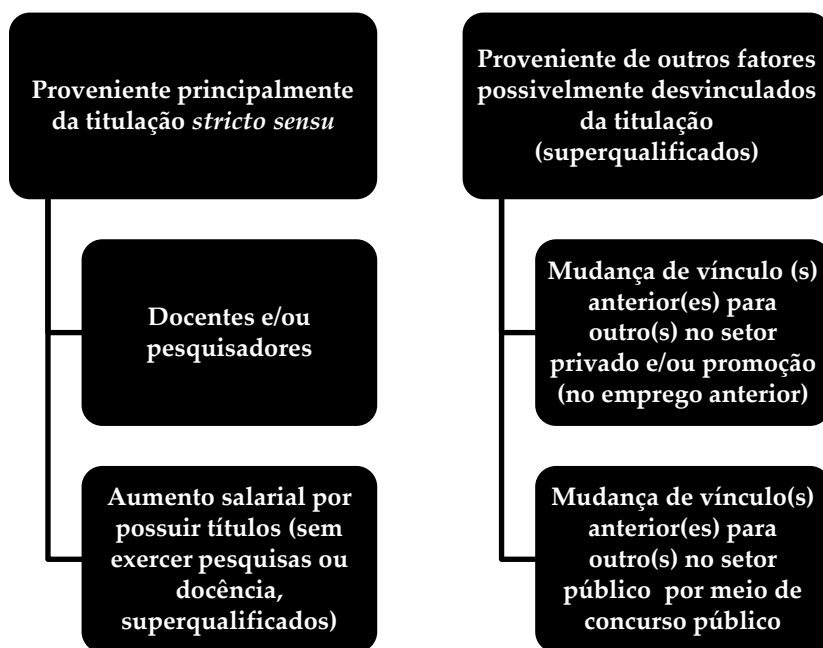 Proveniente principalmente
da titulação stricto sensu
Docentes e/ou
pesquisadores
Aumento salarial por
possuir títulos (sem
exercer pesquisas ou
docência,
superqualificados)
Proveniente de outros fatores
possivelmente desvinculados
da titulação
(superqualificados)
Mudança de vínculo (s)
anterior(es) para
outro(s) no setor
privado e/ou promoção
(no emprego anterior)
Mudança de vínculo(s)
anterior(es) para
outro(s) no setor
público por meio de
concurso público